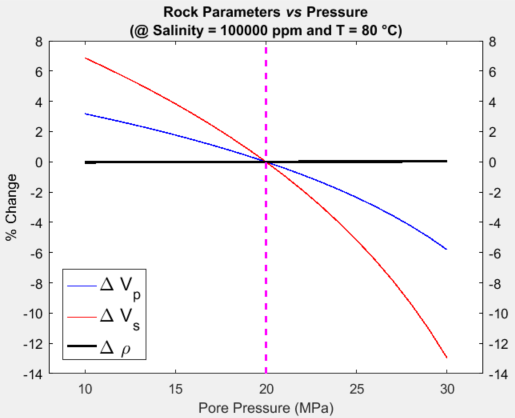 Rock Parameters vs Pressure
(@ Salinity = 100000 ppm and T = 80 °C)
8 8
6 6
4 4
2 2
0 0
-2 -2
-4 -4
-6 -6
-8 -8
-10 -10
-12 -12
-14 -14
% Change
Δ Vp
Δ Vs
Δ ρ
10 15 20 25 30
Pore Pressure (MPa)